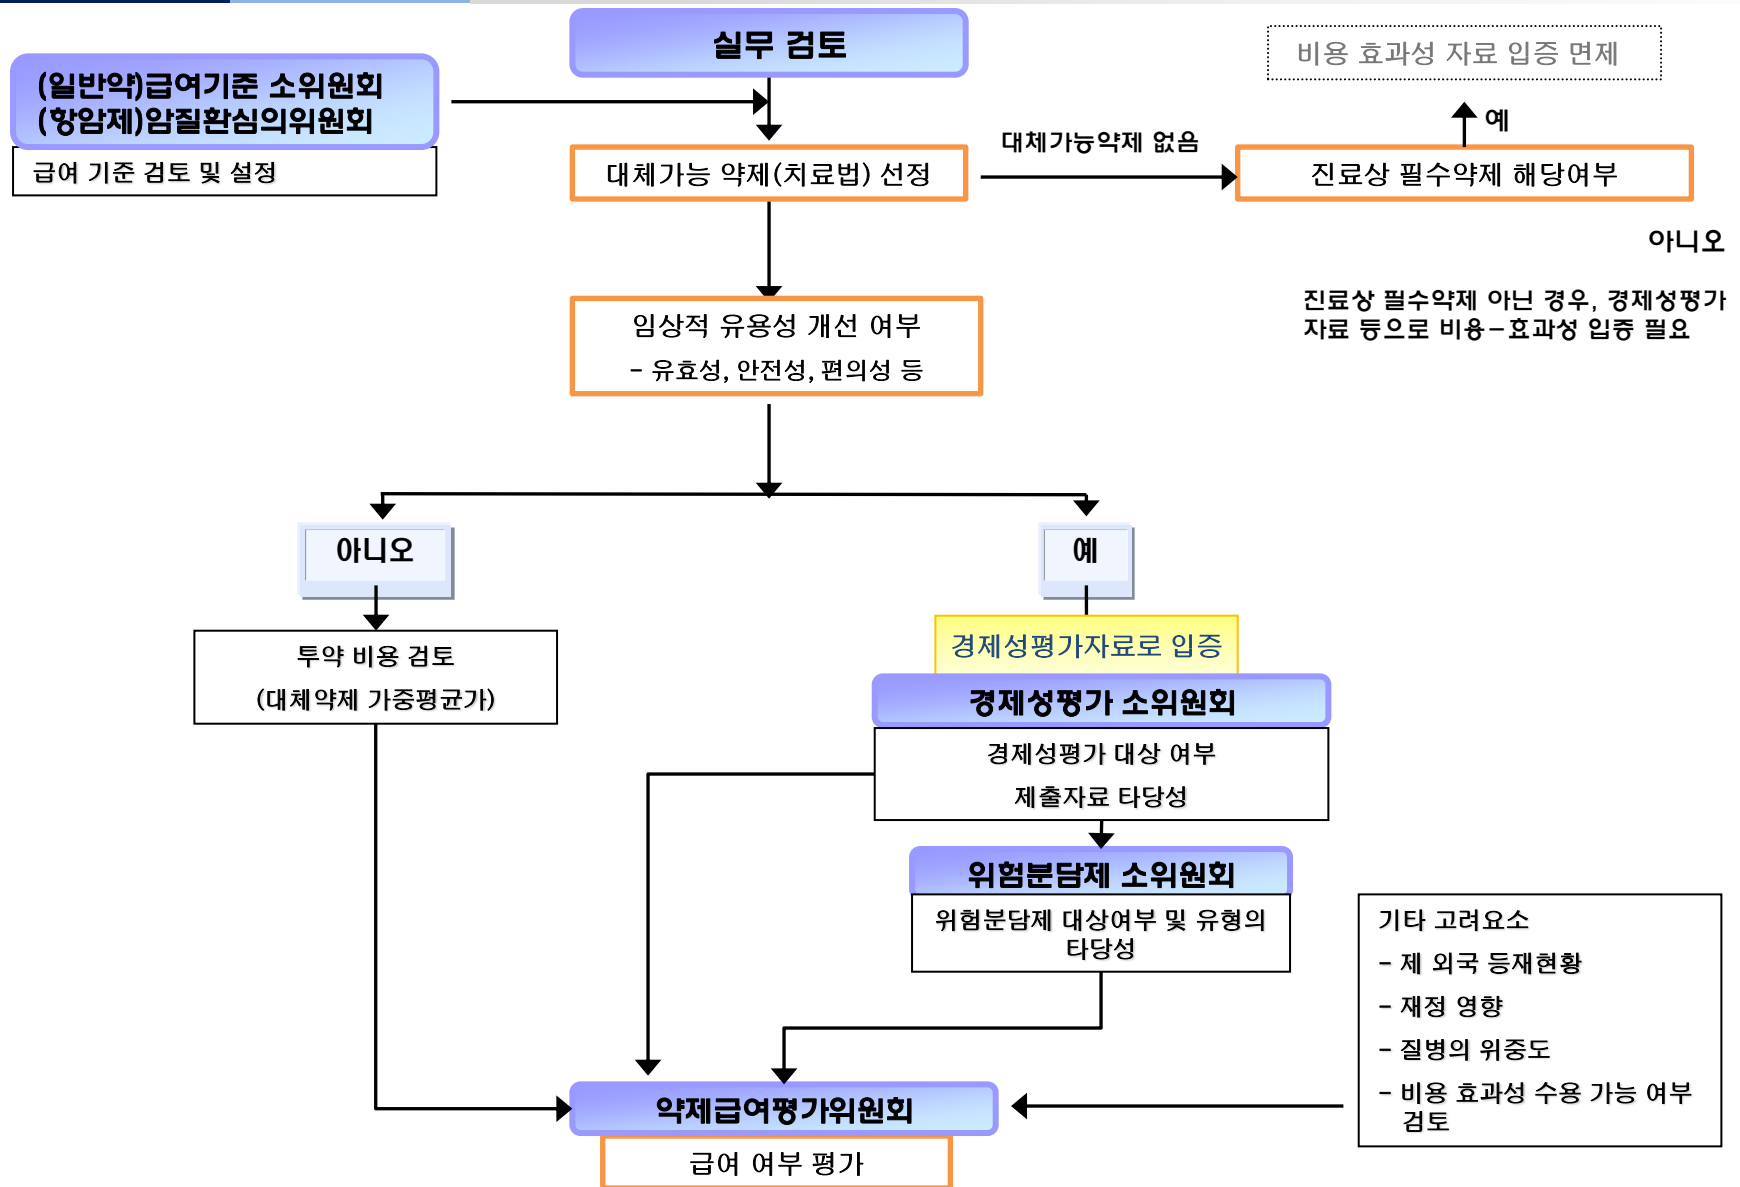 실무 검토
비용 효과성 자료 입증 면제
(일반약)급여기준 소위원회
(항암제)암질환심의위원회
급여 기준 검토 및 설정
예
대체가능약제 없음
대체가능 약제(치료법) 선정
진료상 필수약제 해당여부
아니오
진료상 필수약제 아닌 경우, 경제성평가
자료 등으로 비용-효과성 입증 필요
임상적 유용성 개선 여부
- 유효성, 안전성, 편의성 등
아니오
예
투약 비용 검토
(대체약제 가중평균가)
경제성평가자료로 입증
경제성평가 소위원회
경제성평가 대상 여부
제출자료 타당성
위험분담제 소위원회
위험분담제 대상여부 및 유형의
타당성
기타 고려요소
- 제 외국 등재현황
- 재정 영향
- 질병의 위중도
- 비용 효과성 수용 가능 여부
검토
약제급여평가위원회
급여 여부 평가